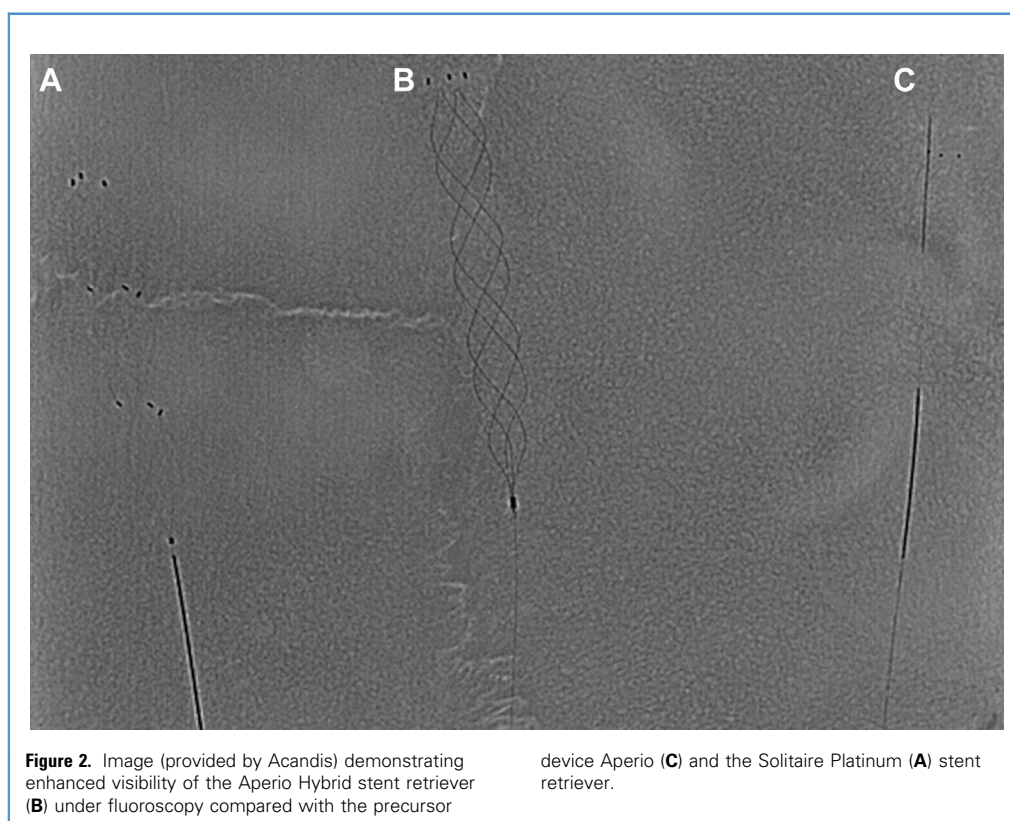 A
B
C
Figure 2. Image (provided by Acandis) demonstrating
enhanced visibility of the Aperio Hybrid stent retriever
(B) under fluoroscopy compared with the precursor
device Aperio (C) and the Solitaire Platinum (A) stent
retriever.